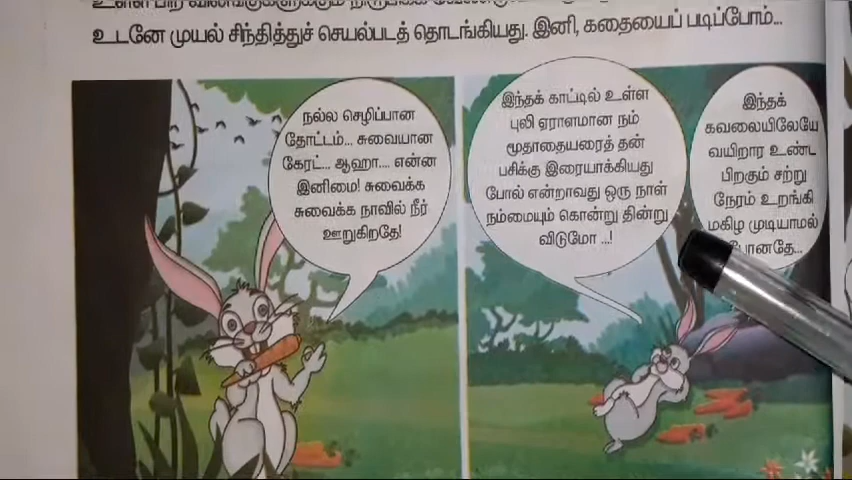 உடனே முயல் சிந்தித்துச் செயல்படத் தொடங்கியது. இனி, கதையைப் படிப்போம்...
நல்ல செழிப்பான
தோட்டம்... சுவையான
கேரட்... ஆஹா.... என்ன
இனிமை! சுவைக்க
சுவைக்க நாவில் நீர்
ஊறுகிறதே!
இந்தக் காட்டில் உள்ள
புலி ஏராளமான நம்
மூதாதையரைத் தன்
பசிக்கு இரையாக்கியது
போல் என்றாவது ஒரு நாள்
நம்மையும் கொன்று தின்று
விடுமோ ...!
இந்தக்
கவலையிலேயே
வயிறார உண்ட
பிறகும் சற்று
நேரம் உறங்கி
மகிழ முடியாமல்
போனதே...